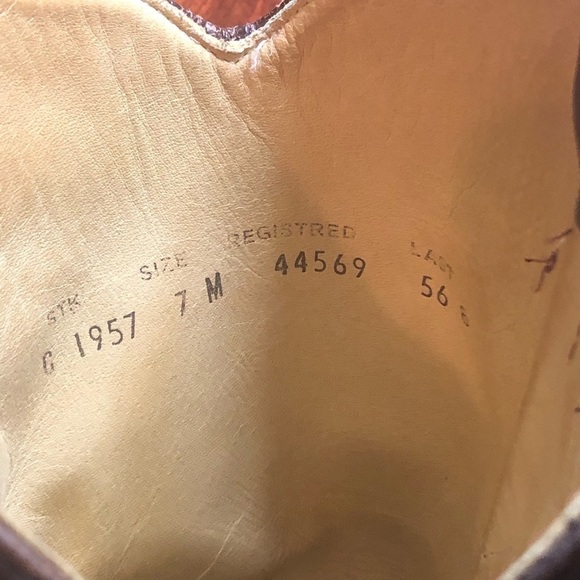 STK SIZE REGISTRED LAST
G 1957 7 M 44569 56